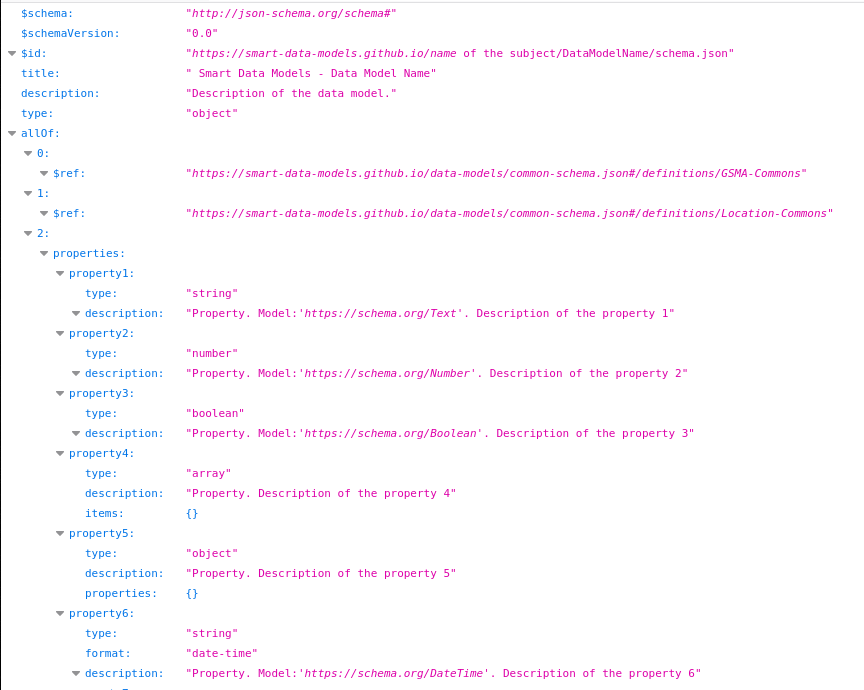 $schema: "http://json-schema.org/schema#"
$schemaVersion: "0.0"
$id: "https://smart-data-models.github.io/name of the subject/DataModelName/schema.json"
title: " Smart Data Models - Data Model Name"
description: "Description of the data model."
type: "object"
allOf:
0:
$ref: "https://smart-data-models.github.io/data-models/common-schema.json#/definitions/GSMA-Commons"
1:
$ref: "https://smart-data-models.github.io/data-models/common-schema.json#/definitions/Location-Commons"
2:
properties:
property1:
type: "string"
description: "Property. Model:'https://schema.org/Text'. Description of the property 1"
property2:
type: "number"
description: "Property. Model:'https://schema.org/Number'. Description of the property 2"
property3:
type: "boolean"
description: "Property. Model:'https://schema.org/Boolean'. Description of the property 3"
property4:
type: "array"
description: "Property. Description of the property 4"
items: {}
property5:
type: "object"
description: "Property. Description of the property 5"
properties: {}
property6:
type: "string"
format: "date-time"
description: "Property. Model:'https://schema.org/DateTime'. Description of the property 6"